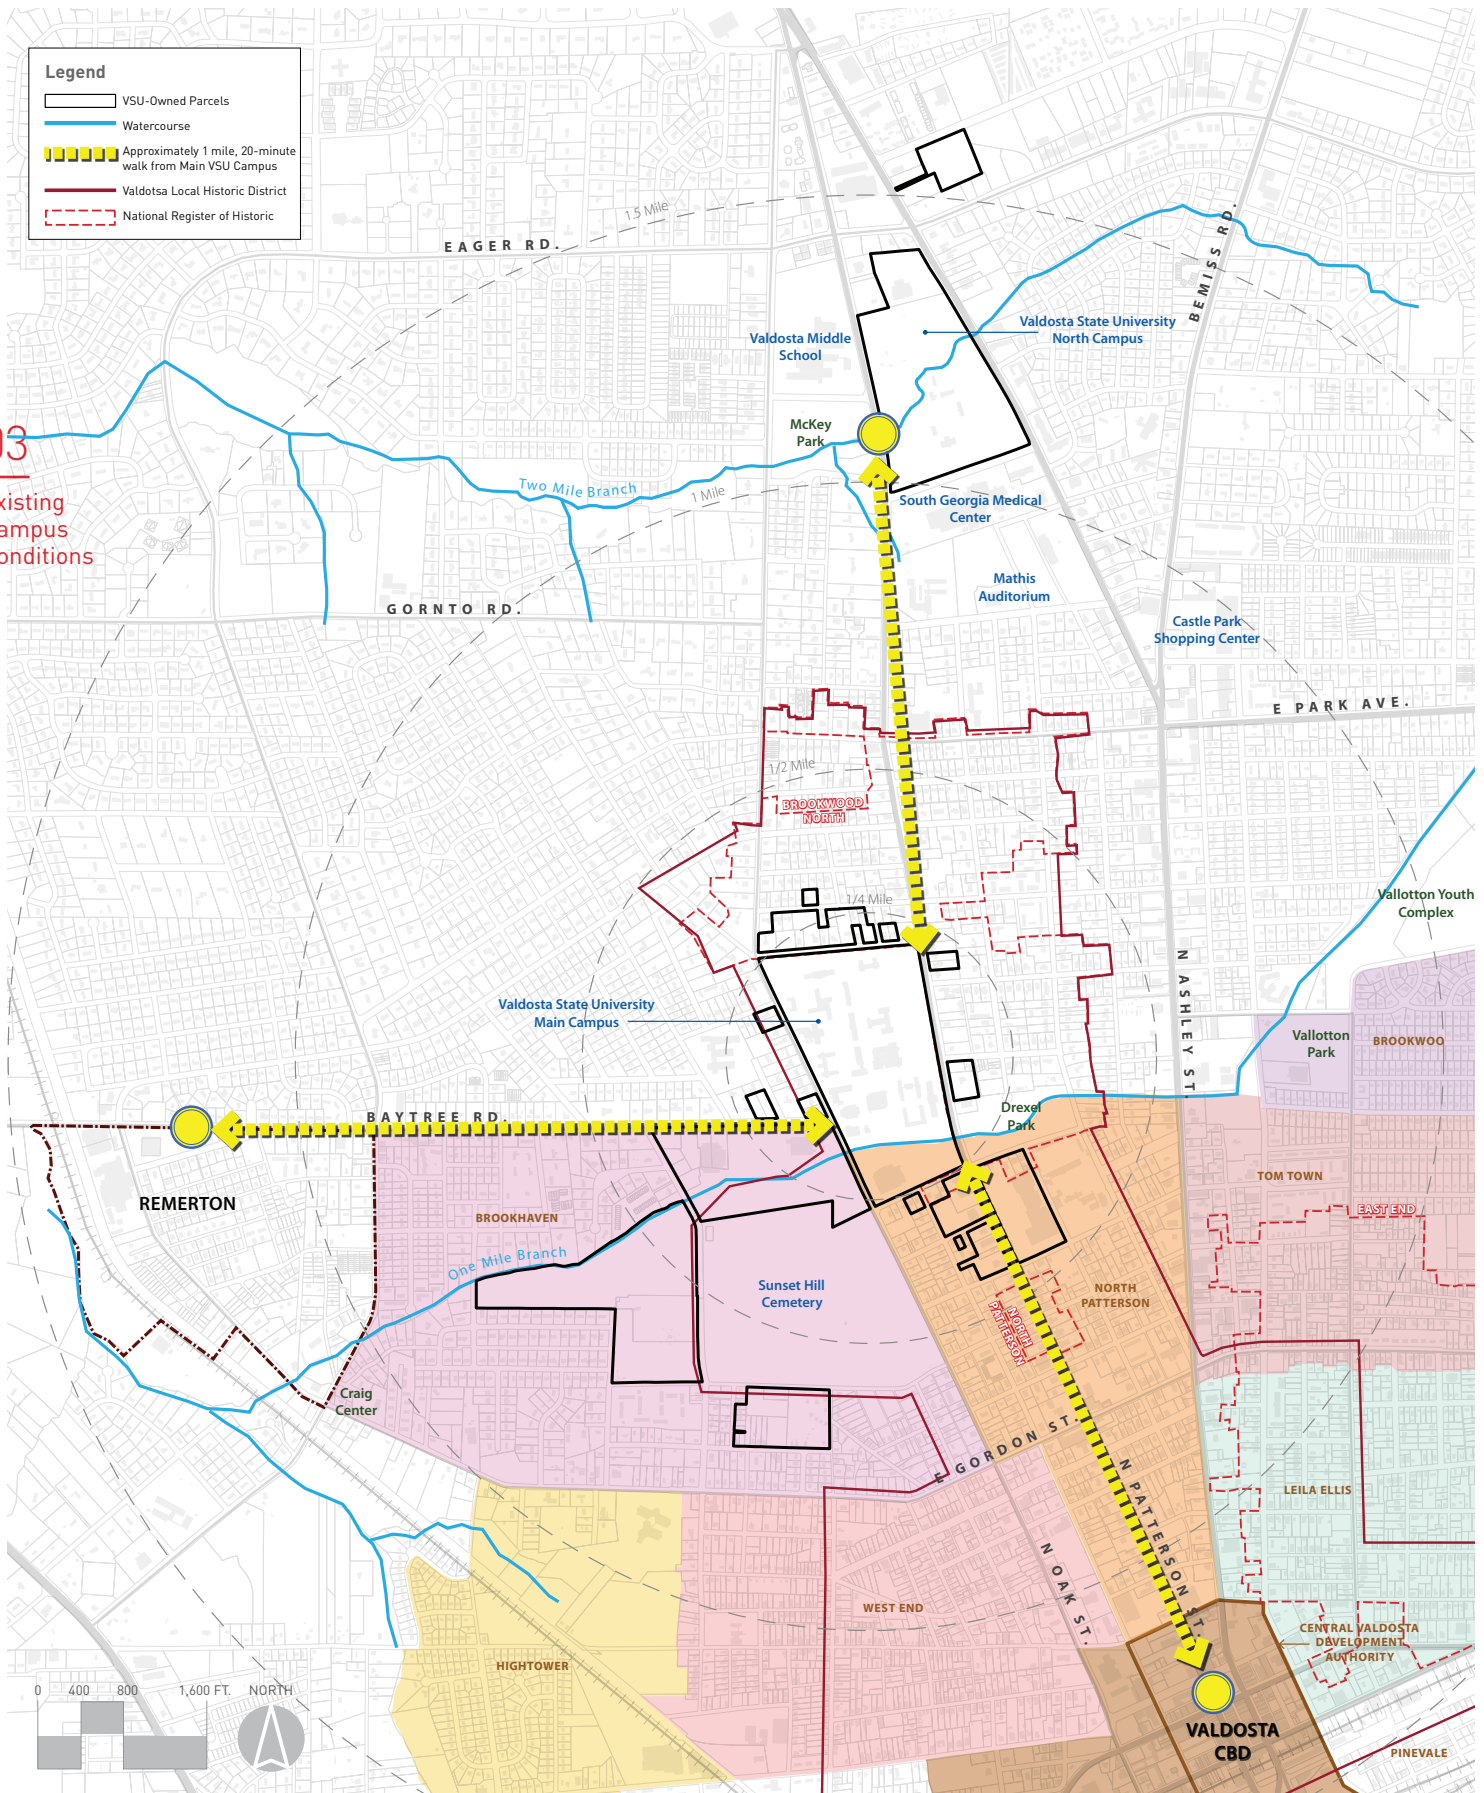 Legend
VSU-Owned Parcels
Watercourse
Approximately 1 mile, 20-minute
walk from Main VSU Campus
Valdotsa Local Historic District
National Register of Historic
1.5 Mile
EAGER RD.
BEMISS RD.
Valdosta State University
North Campus
Valdosta Middle
School
McKey
Park
03
xisting
ampus
onditions
Two Mile Branch
1 Mile
South Georgia Medical
Center
Mathis
Auditorium
GORNTO RD.
Castle Park
Shopping Center
E PARK AVE.
1/2 Mile
BROOKWOOD
NORTH
1/4 Mile
Vallotton Youth
Complex
N ASHLEY ST.
Valdosta State University
Main Campus
Vallotton
Park
BROOKWOO
BAYTREE RD.
Drexel
Park
REMERTON
TOM TOWN
EAST END
BROOKHAVEN
One Mile Branch
Sunset Hill
Cemetery
NORTH
PATTERSON
NORTH
PATTERSON
Craig
Center
E GORDON ST.
N PATTERSON ST.
LEILA ELLIS
N OAK ST.
WEST END
CENTRAL VALDOSTA
DEVELOPMENT
AUTHORITY
HIGHTOWER
0 400 800 1,600 FT. NORTH
VALDOSTA
CBD
PINEVALE